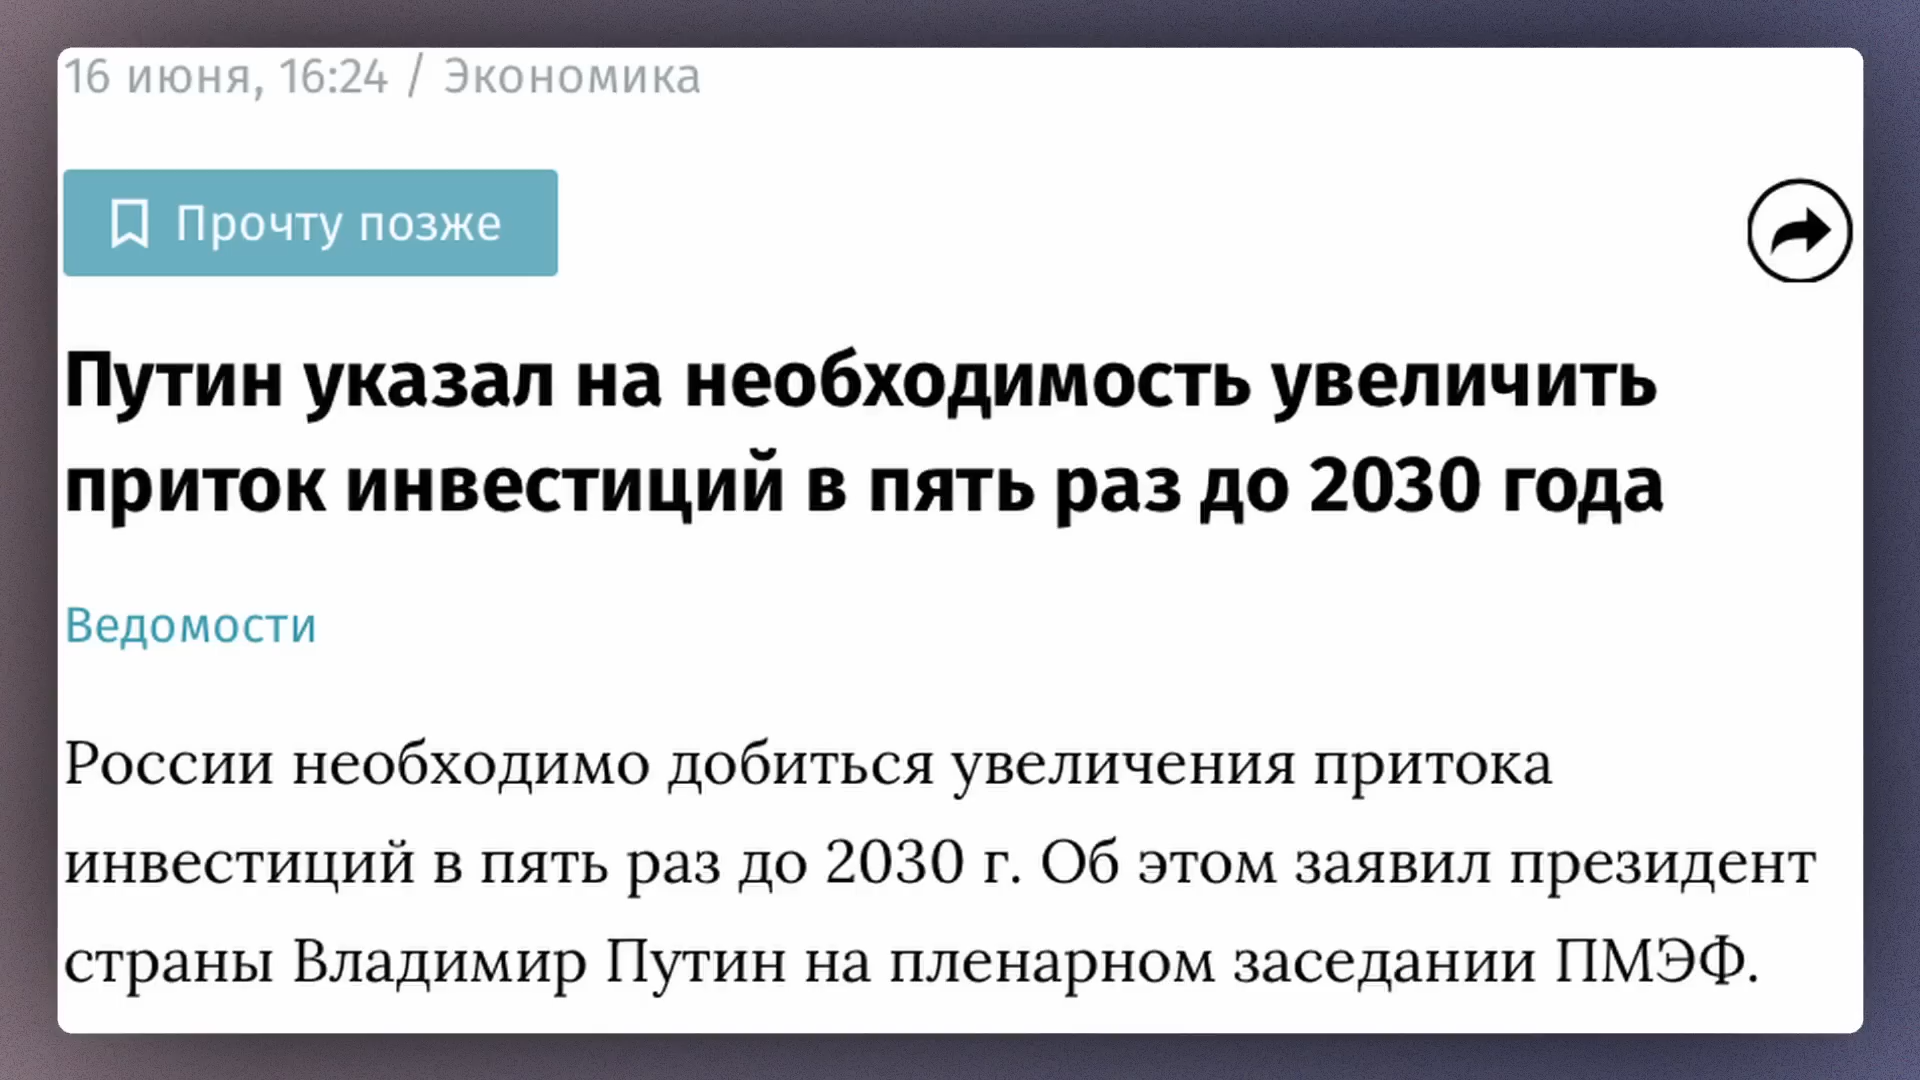 16 июня, 16:24 / Экономика
Прочту позже
Путин указал на необходимость увеличить
приток инвестиций в пять раз до 2030 года
Ведомости
России необходимо добиться увеличения притока
инвестиций в пять раз до 2030 г. Об этом заявил президент
страны Владимир Путин на пленарном заседании ПМЭФ.